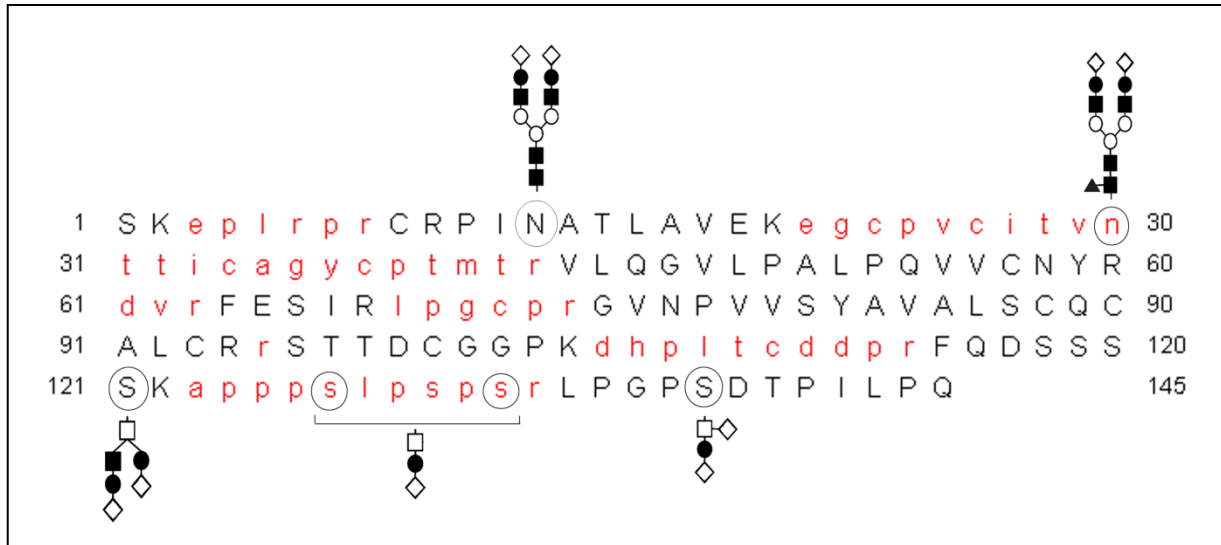 1 S K e p l r p r C R P I N A T L A V E K e g c p v c i t v n 30
31 t t i c a g y c p t m t r V L Q G V L P A L P Q V V C N Y R 60
61 d v r F E S I R l p g c p r G V N P V V S Y A V A L S C Q C 90
91 A L C R r S T T D C G G P K d h p l t c d d p r F Q D S S S 120
121 S K a p p p s l p s p s r L P G P S D T P I L P Q 145